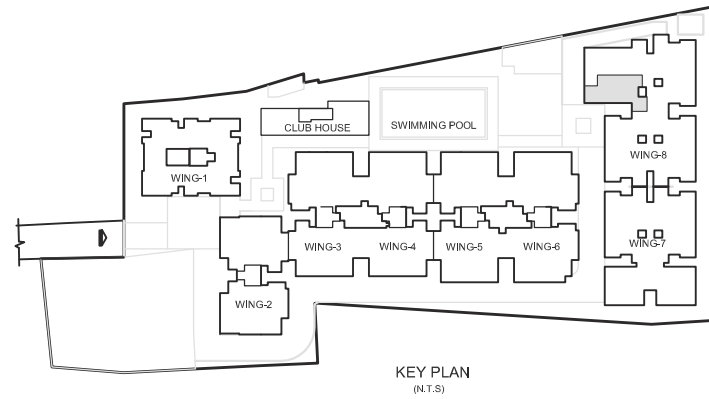 CLUB HOUSE
SWIMMING POOL
WING-8
WING-1
WING-3
WING-4
WING-5
WING-6
WING-7
WING-2
KEY PLAN
(N.T.S)